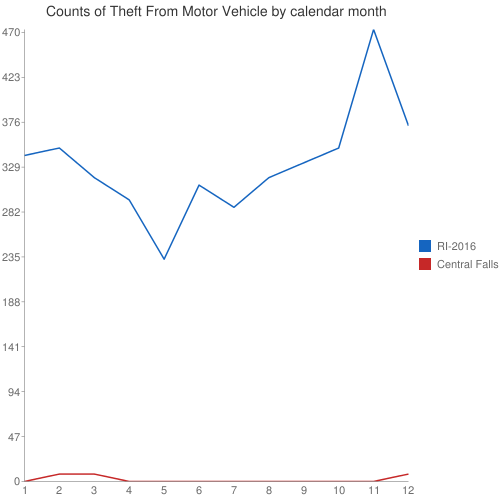 Counts of Theft From Motor Vehicle by calendar month
470
423
376
329
282
235
188
141
94
47
0
1 2 3 4 5 6 7 8 9 10 11 12
RI-2016
Central Falls